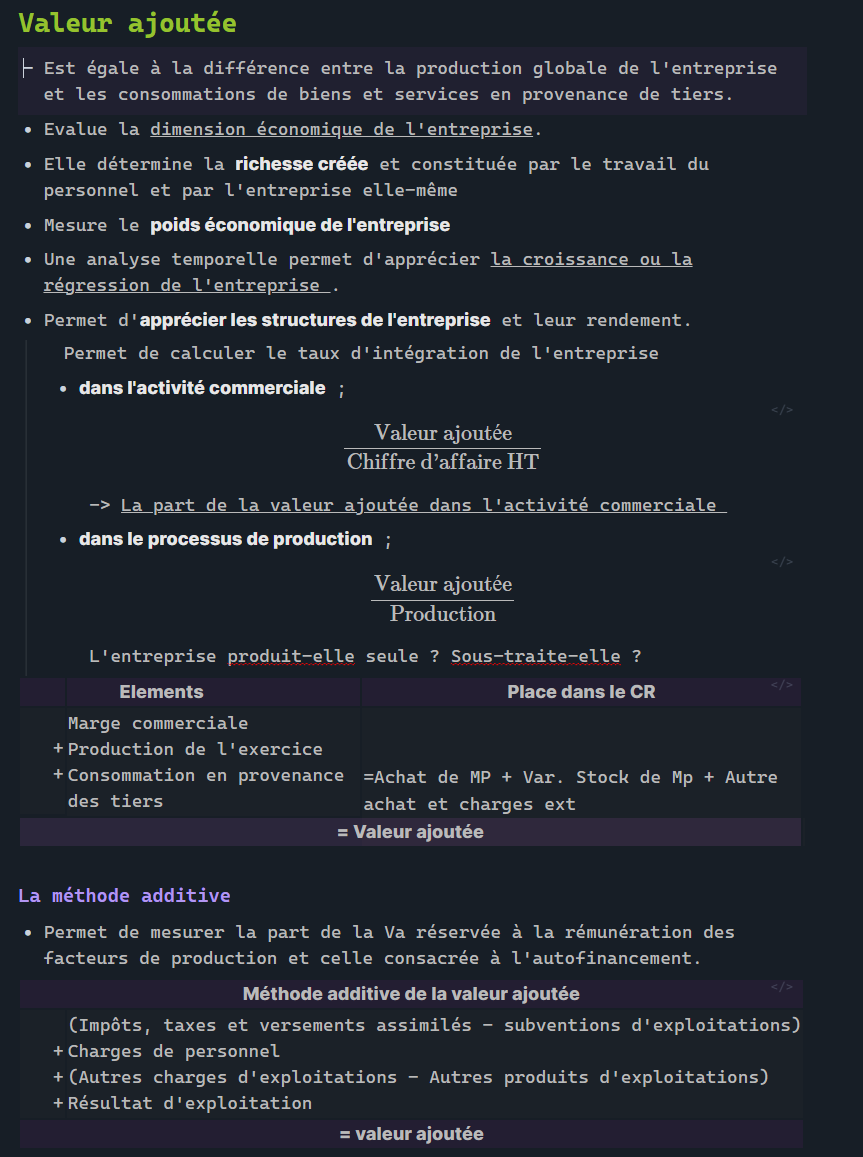 Valeur ajoutée
⊢ Est égale à la différence entre la production globale de l'entreprise
et les consommations de biens et services en provenance de tiers.
• Evalue la dimension économique de l'entreprise.
• Elle détermine la richesse créée et constituée par le travail du
personnel et par l'entreprise elle-même
• Mesure le poids économique de l'entreprise
• Une analyse temporelle permet d'apprécier la croissance ou la
régression de l'entreprise .
• Permet d'apprécier les structures de l'entreprise et leur rendement.
Permet de calculer le taux d'intégration de l'entreprise
• dans l'activité commerciale ;
</>
Valeur ajoutée
Chiffre d'affaire HT
-> La part de la valeur ajoutée dans l'activité commerciale
• dans le processus de production ;
</>
Valeur ajoutée
Production
L'entreprise produit-elle seule ? Sous-traite-elle ?
Elements Place dans le CR </>
Marge commerciale
+ Production de l'exercice
+ Consommation en provenance
des tiers
=Achat de MP + Var. Stock de Mp + Autre
achat et charges ext
= Valeur ajoutée
La méthode additive
• Permet de mesurer la part de la Va réservée à la rémunération des
facteurs de production et celle consacrée à l'autofinancement.
Méthode additive de la valeur ajoutée </>
(Impôts, taxes et versements assimilés - subventions d'exploitations)
+ Charges de personnel
+ (Autres charges d'exploitations - Autres produits d'exploitations)
+ Résultat d'exploitation
= valeur ajoutée